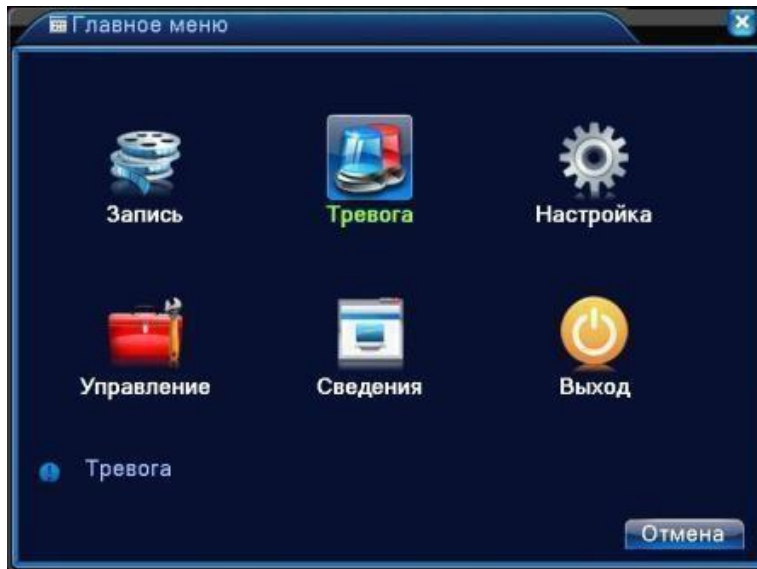 Главное меню
Запись
Тревога
Настройка
Управление
Сведения
Выход
Тревога
Отмена